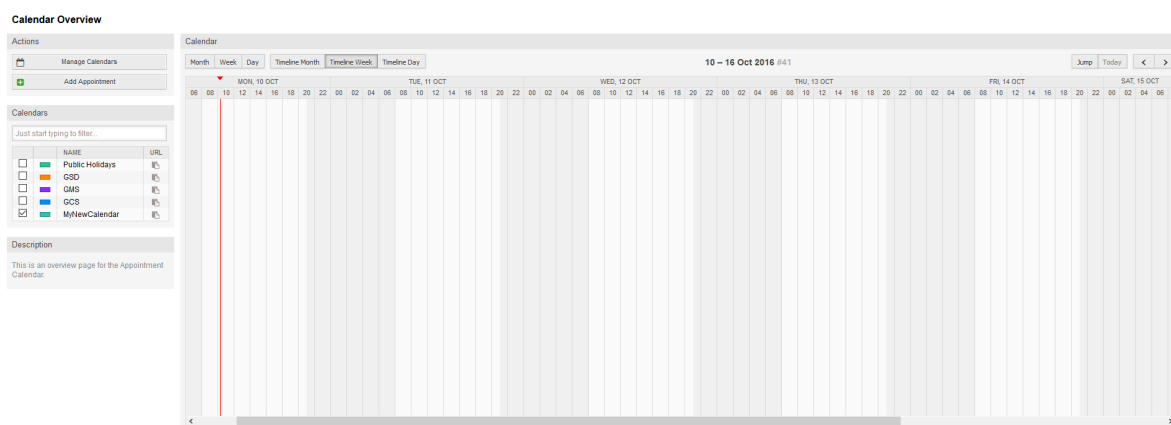 Calendar Overview
Actions
Manage Calendars
Add Appointment
Calendars
Just start typing to filter...
NAME URL
Public Holidays
GSD
GMS
GCS
MyNewCalendar
Description
This is an overview page for the Appointment
Calendar.
Calendar
Month Week Day Timeline Month Timeline Week Timeline Day 10 – 16 Oct 2016 #41 Jump Today
MON, 10 OCT TUE, 11 OCT WED, 12 OCT THU, 13 OCT FRI, 14 OCT SAT, 15 OCT
06 08 10 12 14 16 18 20 22 00 02 04 06 08 10 12 14 16 18 20 22 00 02 04 06 08 10 12 14 16 18 20 22 00 02 04 06 08 10 12 14 16 18 20 22 00 02 04 06 08 10 12 14 16 18 20 22 00 02 04 06